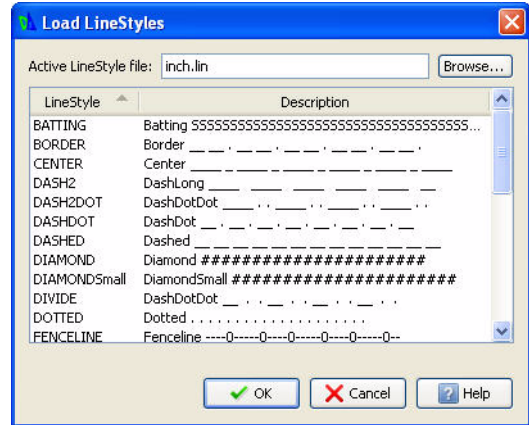 Load LineStyles
Active LineStyle file: inch.lin Browse...
LineStyle Description
BATTING Batting SSSSSSSSSSSSSSSSSSSSSSSSSSSSSSSSSSSSS...
BORDER Border __ __ . __ __ . __ __ . __ __ . __ __ .
CENTER Center ____ _ ____ _ ____ _ ____ _ ____ _ ____
DASH2 DashLong ____ ____ ____ ____ ____ __
DASH2DOT DashDotDot ____ . . ____ . . ____ . . ____ . .
DASHDOT DashDot __ . __ . __ . __ . __ . __ . __
DASHED Dashed __ __ __ __ __ __ __ __ __ __ __ __
DIAMOND Diamond ######################
DIAMONDSmall DiamondSmall ######################
DIVIDE DashDotDot __ . . __ . . __ . . __ . . __ . .
DOTTED Dotted . . . . . . . . . . . . . . . . . . . . .
FENCELINE Fenceline ----0-----0----0-----0----0-----0--
OK Cancel Help